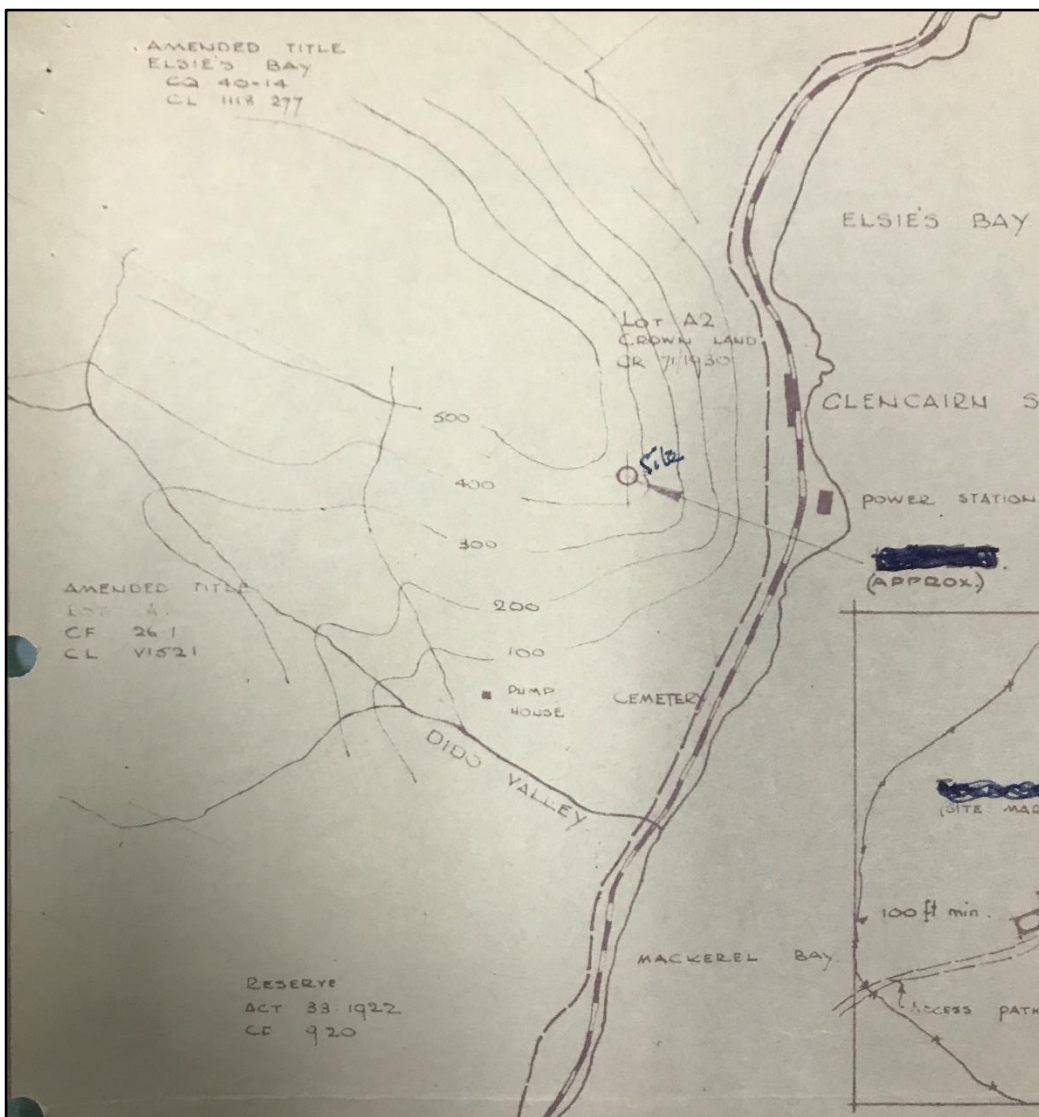 AMENDED TITLE
ELSIE'S BAY
CQ 40-14
CL 1118 277
ELSIE'S BAY
LOT A2
CROWN LAND
CR 71/1930
GLENCAIRN S
500
Site
400
POWER STATION
300
(APPROX.)
AMENDED TITLE
LOT A
CF 26 1
CL V1521
200
100
PUMP
HOUSE
CEMETERY
DIDO VALLEY
(SITE MAR
100 ft min.
MACKEREL BAY.
ACCESS PATH
RESERVE
ACT 33·1922
CF 920